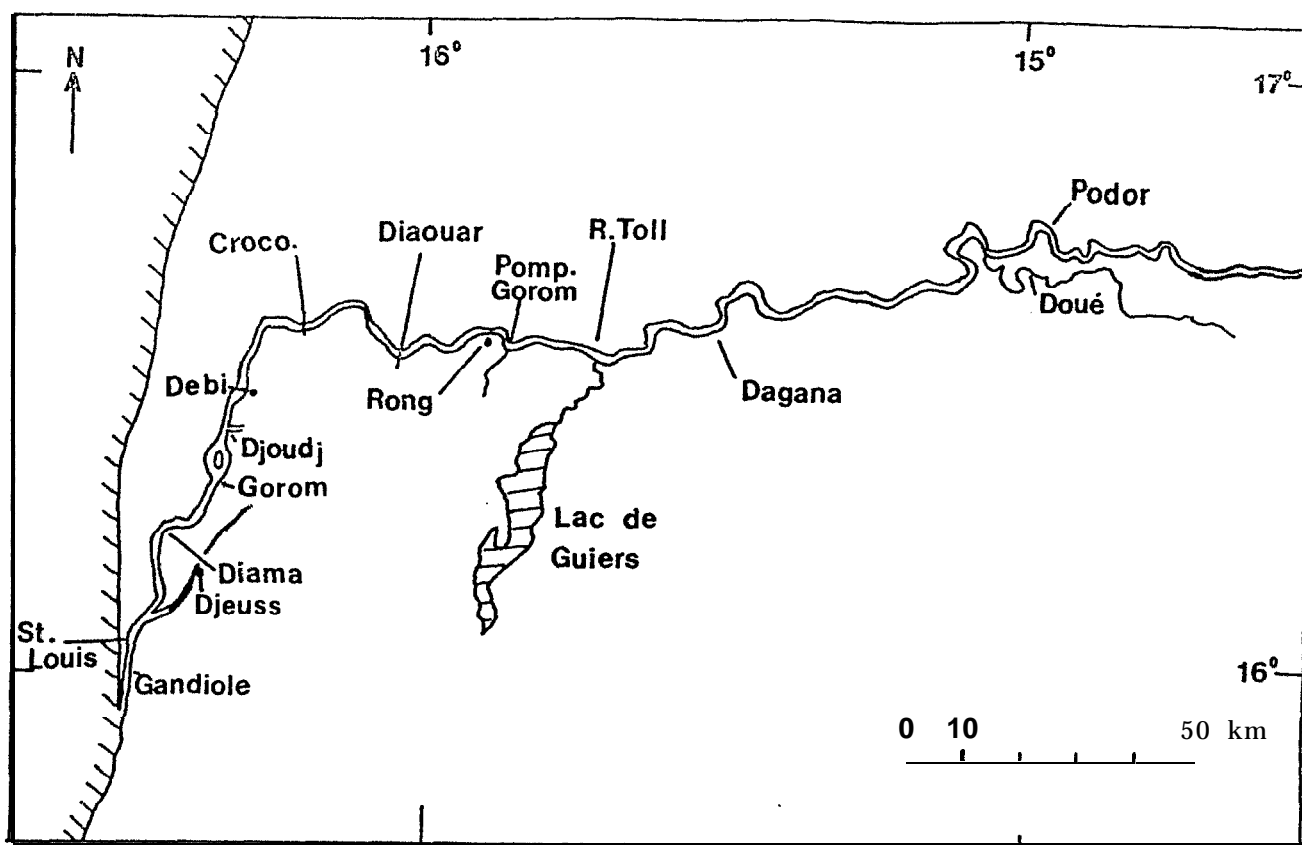 N
16°
15°
17°
Podor
Croco.
Diaouar
R.Toll
Pomp.
Gorom
Doué
Debi
Rong
Dagana
Djoudj
Gorom
Lac de
Guiers
Diama
Djeuss
St.
Louis
Gandiole
16°
0 10 50 km